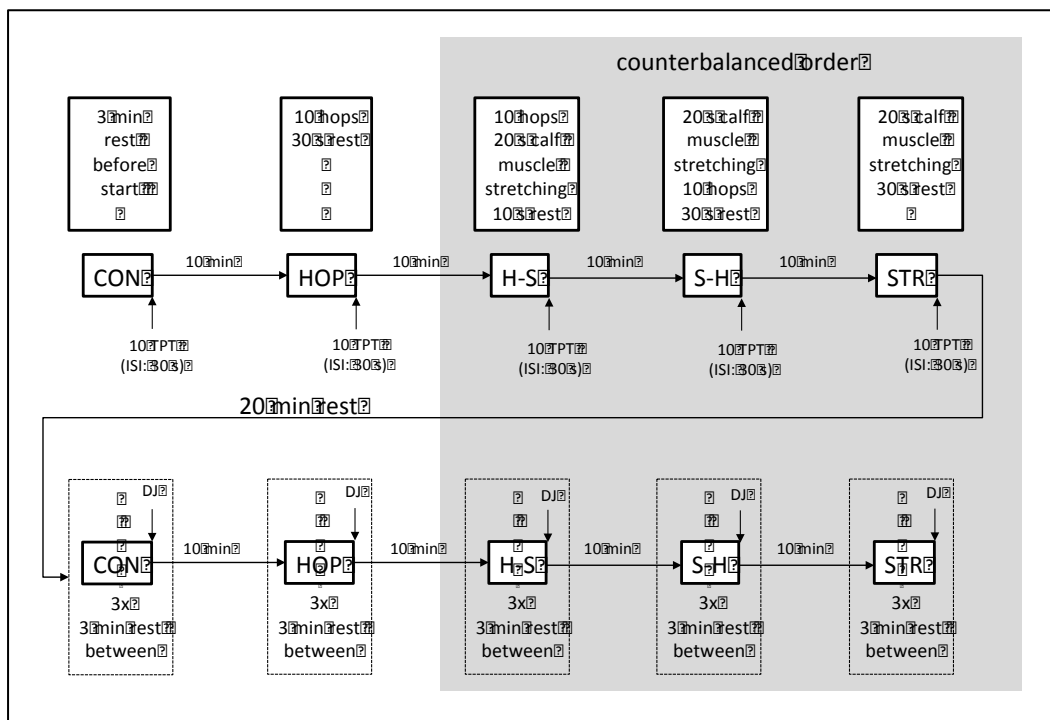 counterbalanced order
3 min
rest
before
start
10 hops
30 s rest
10 hops
20 s calf
muscle
stretching
10 s rest
20 s calf
muscle
stretching
10 hops
30 s rest
20 s calf
muscle
stretching
30 s rest
CON
10 min
HOP
10 min
H-S
10 min
S-H
10 min
STR
10 TPT
(ISI: 30 s)
10 TPT
(ISI: 30 s)
10 TPT
(ISI: 30 s)
10 TPT
(ISI: 30 s)
10 TPT
(ISI: 30 s)
20 min rest
DJ
DJ
DJ
DJ
DJ
CON
10 min
HOP
10 min
H-S
10 min
S-H
10 min
STR
3x
3 min rest
between
3x
3 min rest
between
3x
3 min rest
between
3x
3 min rest
between
3x
3 min rest
between